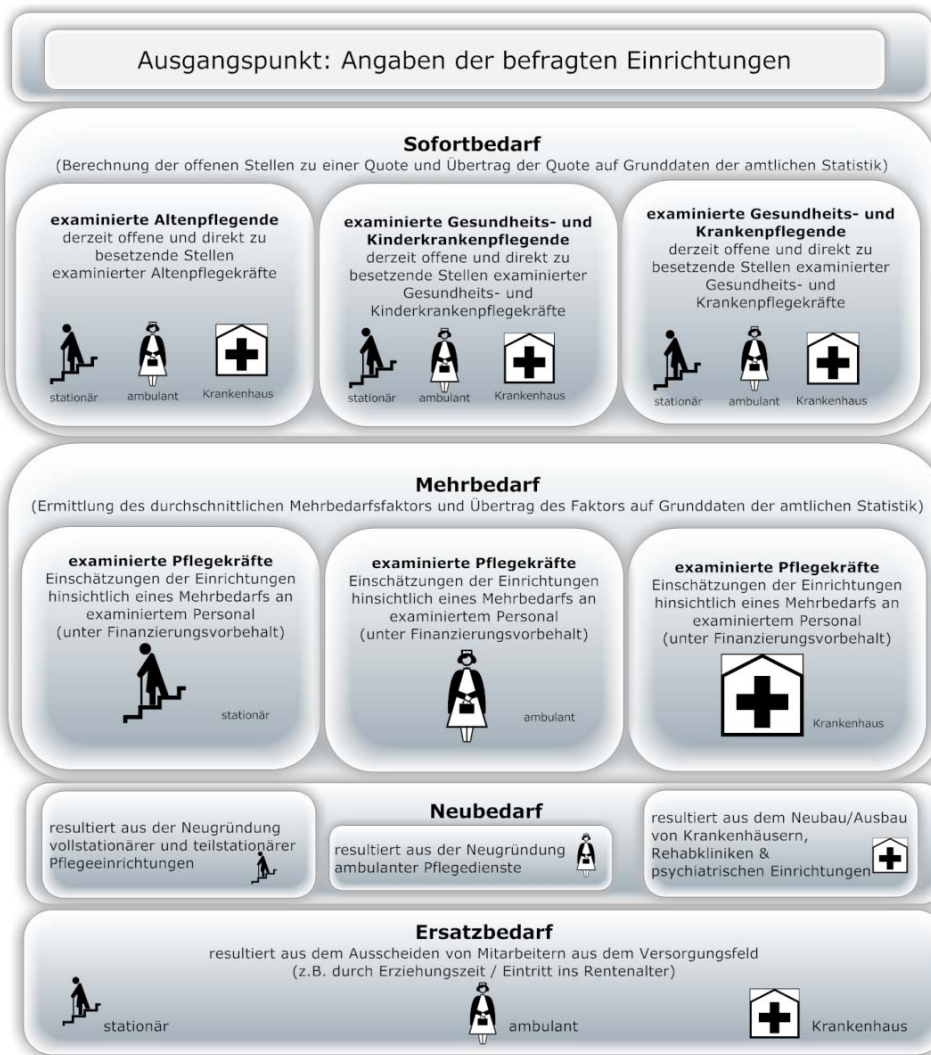 Ausgangspunkt: Angaben der befragten Einrichtungen
Sofortbedarf
(Berechnung der offenen Stellen zu einer Quote und Übertrag der Quote auf Grunddaten der amtlichen Statistik)
examinierte Altenpflegende
derzeit offene und direkt zu
besetzende Stellen
examinierter Altenpflegekräfte
stationär
ambulant
Krankenhaus
examinierte Gesundheits- und
Kinderkrankenpflegende
derzeit offene und direkt zu
besetzende Stellen examinierter
Gesundheits- und
Kinderkrankenpflegekräfte
stationär
ambulant
Krankenhaus
examinierte Gesundheits- und
Krankenpflegende
derzeit offene und direkt zu
besetzende Stellen examinierter
Gesundheits- und
Krankenpflegekräfte
stationär
ambulant
Krankenhaus
Mehrbedarf
(Ermittlung des durchschnittlichen Mehrbedarfsfaktors und Übertrag des Faktors auf Grunddaten der amtlichen Statistik)
examinierte Pflegekräfte
Einschätzungen der Einrichtungen
hinsichtlich eines Mehrbedarfs an
examiniertem Personal
(unter Finanzierungsvorbehalt)
stationär
examinierte Pflegekräfte
Einschätzungen der Einrichtungen
hinsichtlich eines Mehrbedarfs an
examiniertem Personal
(unter Finanzierungsvorbehalt)
ambulant
examinierte Pflegekräfte
Einschätzungen der Einrichtungen
hinsichtlich eines Mehrbedarfs an
examiniertem Personal
(unter Finanzierungsvorbehalt)
Krankenhaus
Neubedarf
resultiert aus der Neugründung
vollstationärer und teilstationärer
Pflegeeinrichtungen
resultiert aus der Neugründung
ambulanter Pflegedienste
resultiert aus dem Neubau/Ausbau
von Krankenhäusern,
Rehabkliniken &
psychiatrischen Einrichtungen
Ersatzbedarf
resultiert aus dem Ausscheiden von Mitarbeitern aus dem Versorgungsfeld
(z.B. durch Erziehungszeit / Eintritt ins Rentenalter)
stationär
ambulant
Krankenhaus